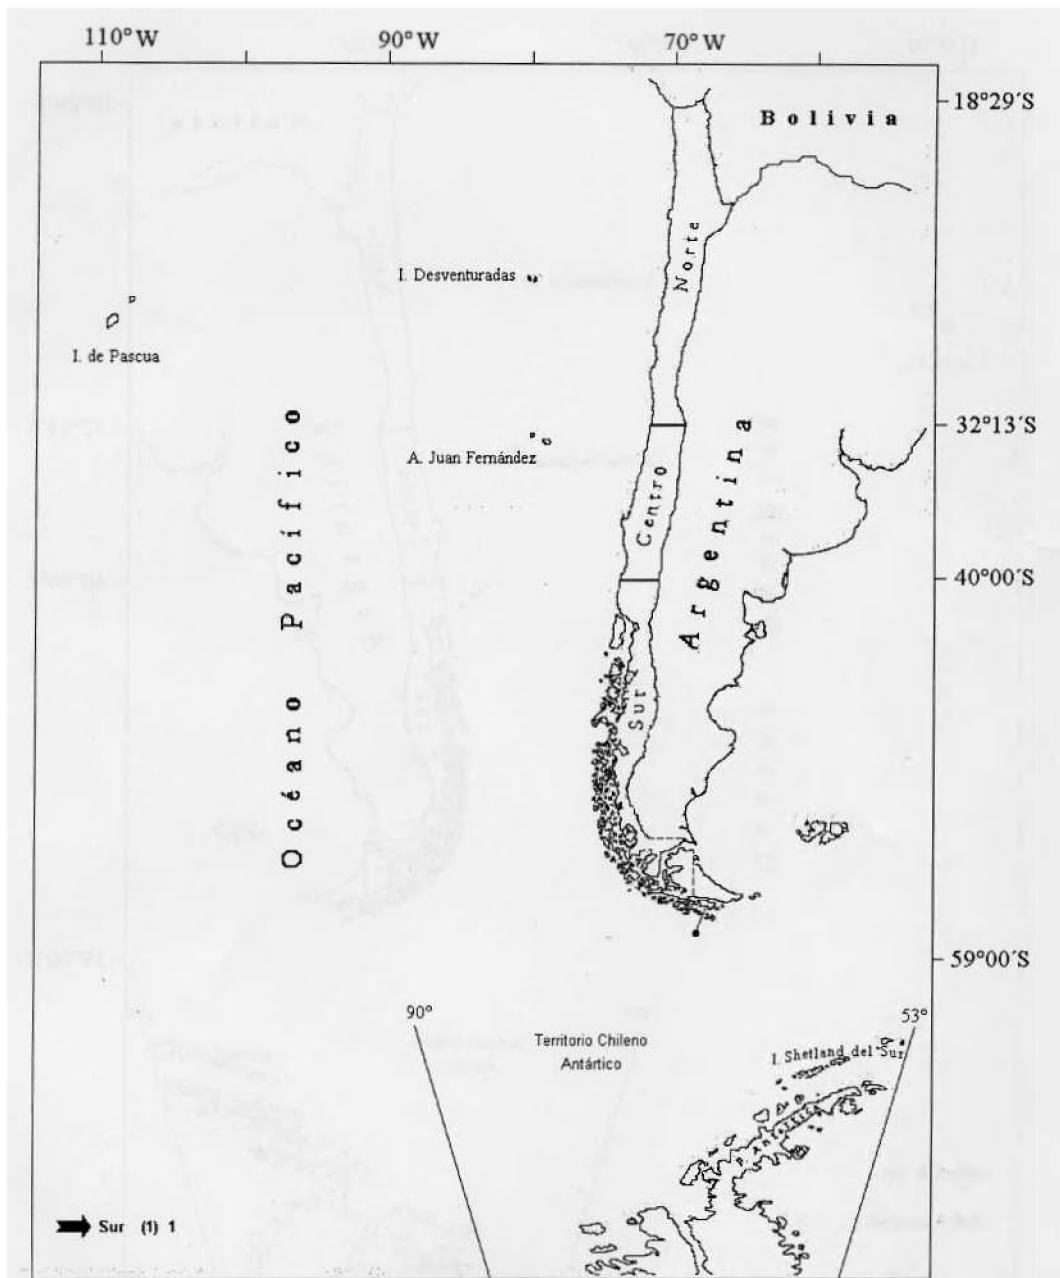 110°W 90°W 70°W
18°29´S
Bolivia
Norte
I. Desventuradas
I. de Pascua
Océano Pacífico
32°13´S
A. Juan Fernández
Centro
Argentina
40°00´S
Sur
59°00´S
90°
53°
Territorio Chileno
Antártico
I. Shetland del Sur
P. Antártica
Sur (1) 1